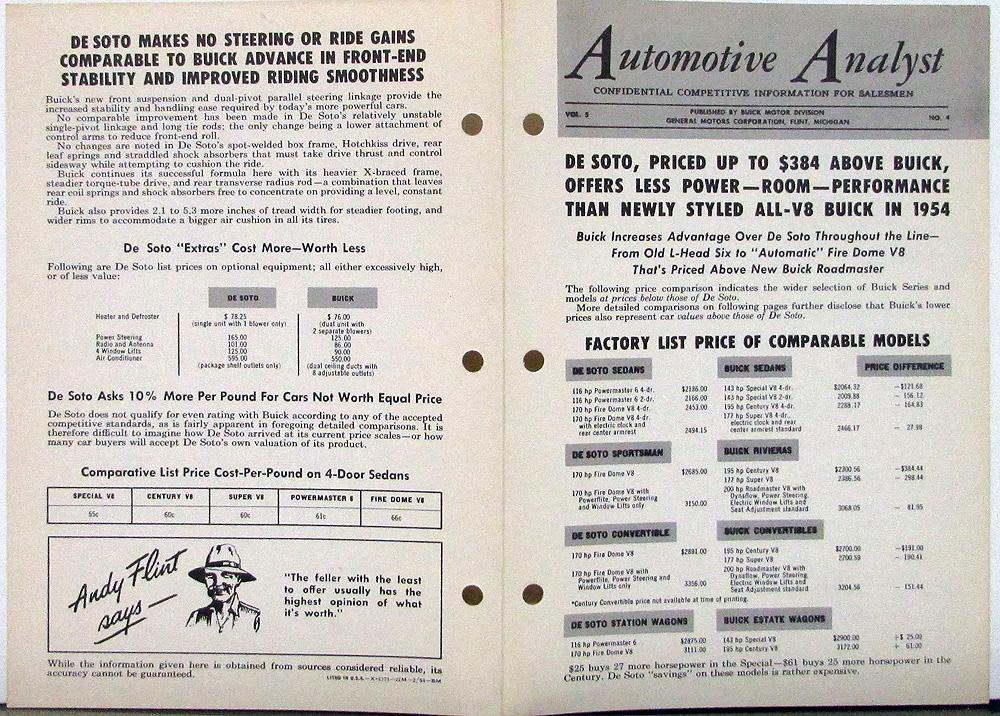 DE SOTO MAKES NO STEERING OR RIDE GAINS
COMPARABLE TO BUICK ADVANCE IN FRONT-END
STABILITY AND IMPROVED RIDING SMOOTHNESS
Buick's new front suspension and dual-pivot parallel steering linkage provide the
increased stability and handling ease required by today's more powerful cars.
No comparable improvement has been made in De Soto's relatively unstable
single-pivot linkage and long tie rods; the only change being a lower attachment of
control arms to reduce front-end roll.
No changes are noted in De Soto's spot-welded box frame, Hotchkiss drive, rear
leaf springs and straddled shock absorbers that must take drive thrust and control
sidesway while attempting to cushion the ride.
Buick continues its successful formula here with its heavier X-braced frame,
steadier torque-tube drive, and rear transverse radius rod—a combination that leaves
rear coil springs and shock absorbers free to concentrate on providing a level, constant
ride.
Buick also provides 2.1 to 5.3 more inches of tread width for steadier footing, and
wider rims to accommodate a bigger air cushion in all its tires.
De Soto "Extras" Cost More—Worth Less
Following are De Soto list prices on optional equipment; all either excessively high,
or of less value:
DE SOTO BUICK
Heater and Defroster $ 78.25 $ 76.00
(single unit with 1 blower only) (dual unit with
2 separate blowers)
Power Steering 165.00 125.00
Radio and Antenna 101.00 86.00
4 Window Lifts 125.00 90.00
Air Conditioner 595.00 550.00
(package shelf outlets only) (dual ceiling ducts with
8 adjustable outlets)
De Soto Asks 10% More Per Pound For Cars Not Worth Equal Price
De Soto does not qualify for even rating with Buick according to any of the accepted
competitive standards, as is fairly apparent in foregoing detailed comparisons. It is
therefore difficult to imagine how De Soto arrived at its current price scales—or how
many car buyers will accept De Soto's own valuation of its product.
Comparative List Price Cost-Per-Pound on 4-Door Sedans
SPECIAL V8 CENTURY V8 SUPER V8 POWERMASTER 6 FIRE DOME V8
55c 60c 60c 61c 66c
Andy Flint
says—
"The feller with the least
to offer usually has the
highest opinion of what
it's worth."
While the information given here is obtained from sources considered reliable, its
accuracy cannot be guaranteed.
LITHO IN U.S.A.
Automotive Analyst
CONFIDENTIAL COMPETITIVE INFORMATION FOR SALESMEN
VOL. 5 PUBLISHED BY BUICK MOTOR DIVISION NO. 4
GENERAL MOTORS CORPORATION, FLINT, MICHIGAN
DE SOTO, PRICED UP TO $384 ABOVE BUICK,
OFFERS LESS POWER—ROOM—PERFORMANCE
THAN NEWLY STYLED ALL-V8 BUICK IN 1954
Buick Increases Advantage Over De Soto Throughout the Line—
From Old L-Head Six to "Automatic" Fire Dome V8
That's Priced Above New Buick Roadmaster
The following price comparison indicates the wider selection of Buick Series and
models at prices below those of De Soto.
More detailed comparisons on following pages further disclose that Buick's lower
prices also represent car values above those of De Soto.
FACTORY LIST PRICE OF COMPARABLE MODELS
DE SOTO SEDANS BUICK SEDANS PRICE DIFFERENCE
116 hp Powermaster 6 4-dr. $2186.00 143 hp Special V8 4-dr. $2064.32 —$121.68
116 hp Powermaster 6 2-dr. 2166.00 143 hp Special V8 2-dr. 2009.88 — 156.12
170 hp Fire Dome V8 4-dr. 2453.00 195 hp Century V8 4-dr. 2288.17 — 164.83
170 hp Fire Dome V8 4-dr. 177 hp Super V8 4-dr.
with electric clock and electric clock and rear
rear center armrest 2494.15 center armrest standard 2466.17 — 27.98
DE SOTO SPORTSMAN BUICK RIVIERAS
170 hp Fire Dome V8 $2685.00 195 hp Century V8 $2300.56 —$384.44
177 hp Super V8 2386.56 — 298.44
170 hp Fire Dome V8 with 200 hp Roadmaster V8 with
Powerflite, Power Steering Dynaflow, Power Steering,
and Window Lifts only 3150.00 Electric Window Lifts and
Seat Adjustment standard 3068.05 — 81.95
DE SOTO CONVERTIBLE BUICK CONVERTIBLES
170 hp Fire Dome V8 $2891.00 195 hp Century V8 $2700.00 —$191.00
177 hp Super V8 2700.59 — 190.41
170 hp Fire Dome V8 with 200 hp Roadmaster V8 with
Powerflite, Power Steering and Dynaflow, Power Steering,
Window Lifts only 3356.00 Electric Window Lifts and
Seat Adjustment standard 3204.56 — 151.44
*Century Convertible price not available at time of printing.
DE SOTO STATION WAGONS BUICK ESTATE WAGONS
116 hp Powermaster 6 $2875.00 143 hp Special V8 $2900.00 +$ 25.00
170 hp Fire Dome V8 3111.00 195 hp Century V8 3172.00 + 61.00
$25 buys 27 more horsepower in the Special—$61 buys 25 more horsepower in the
Century. De Soto "savings" on these models is rather expensive.